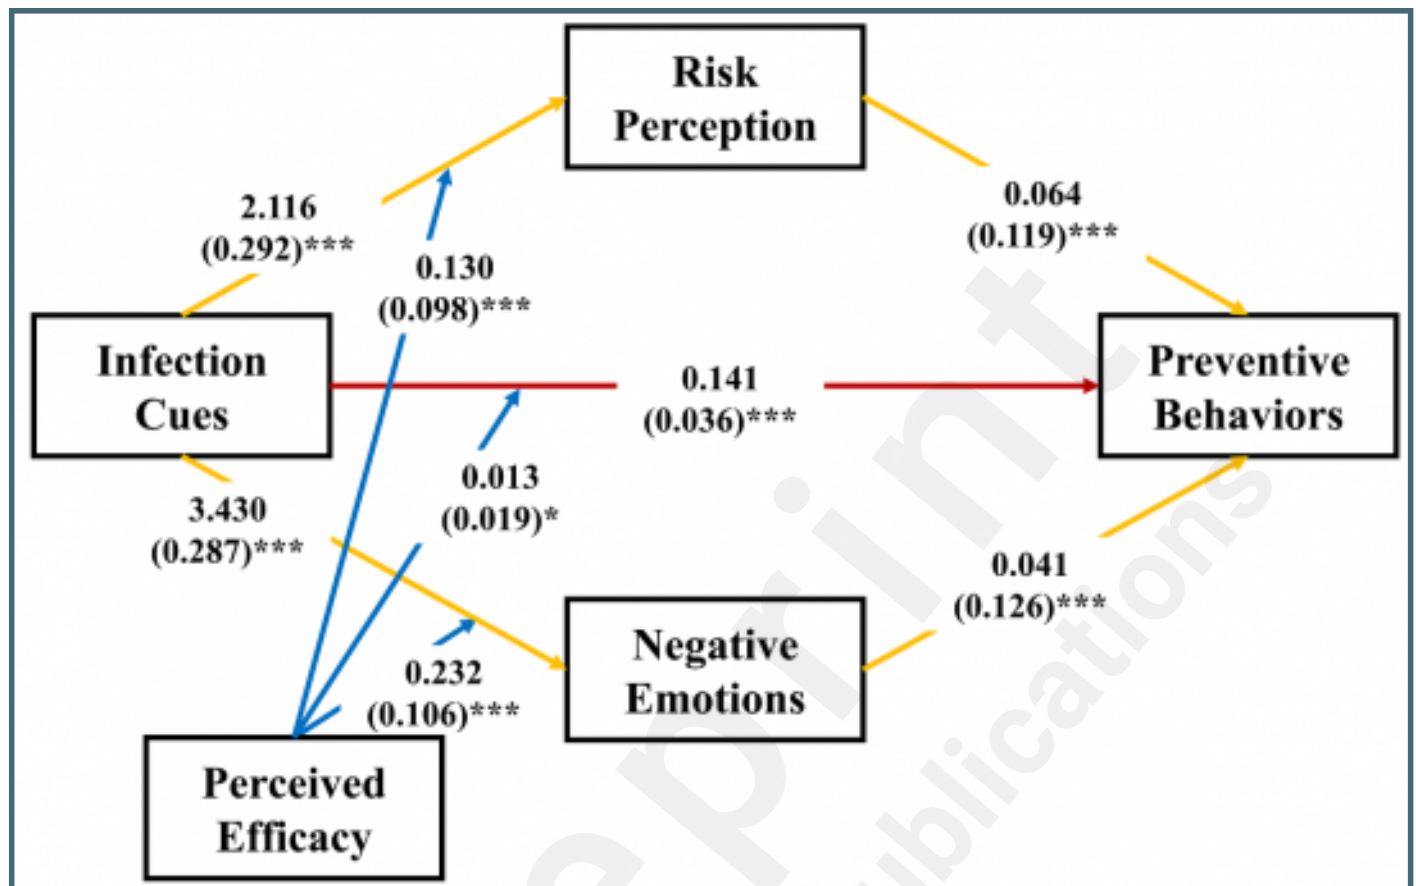 Risk
Perception
2.116
(0.292)***
0.064
(0.119)***
0.130
(0.098)***
Infection
Cues
0.141
(0.036)***
Preventive
Behaviors
0.013
(0.019)*
3.430
(0.287)***
0.041
(0.126)***
Negative
Emotions
0.232
(0.106)***
Perceived
Efficacy
eprint
ublications